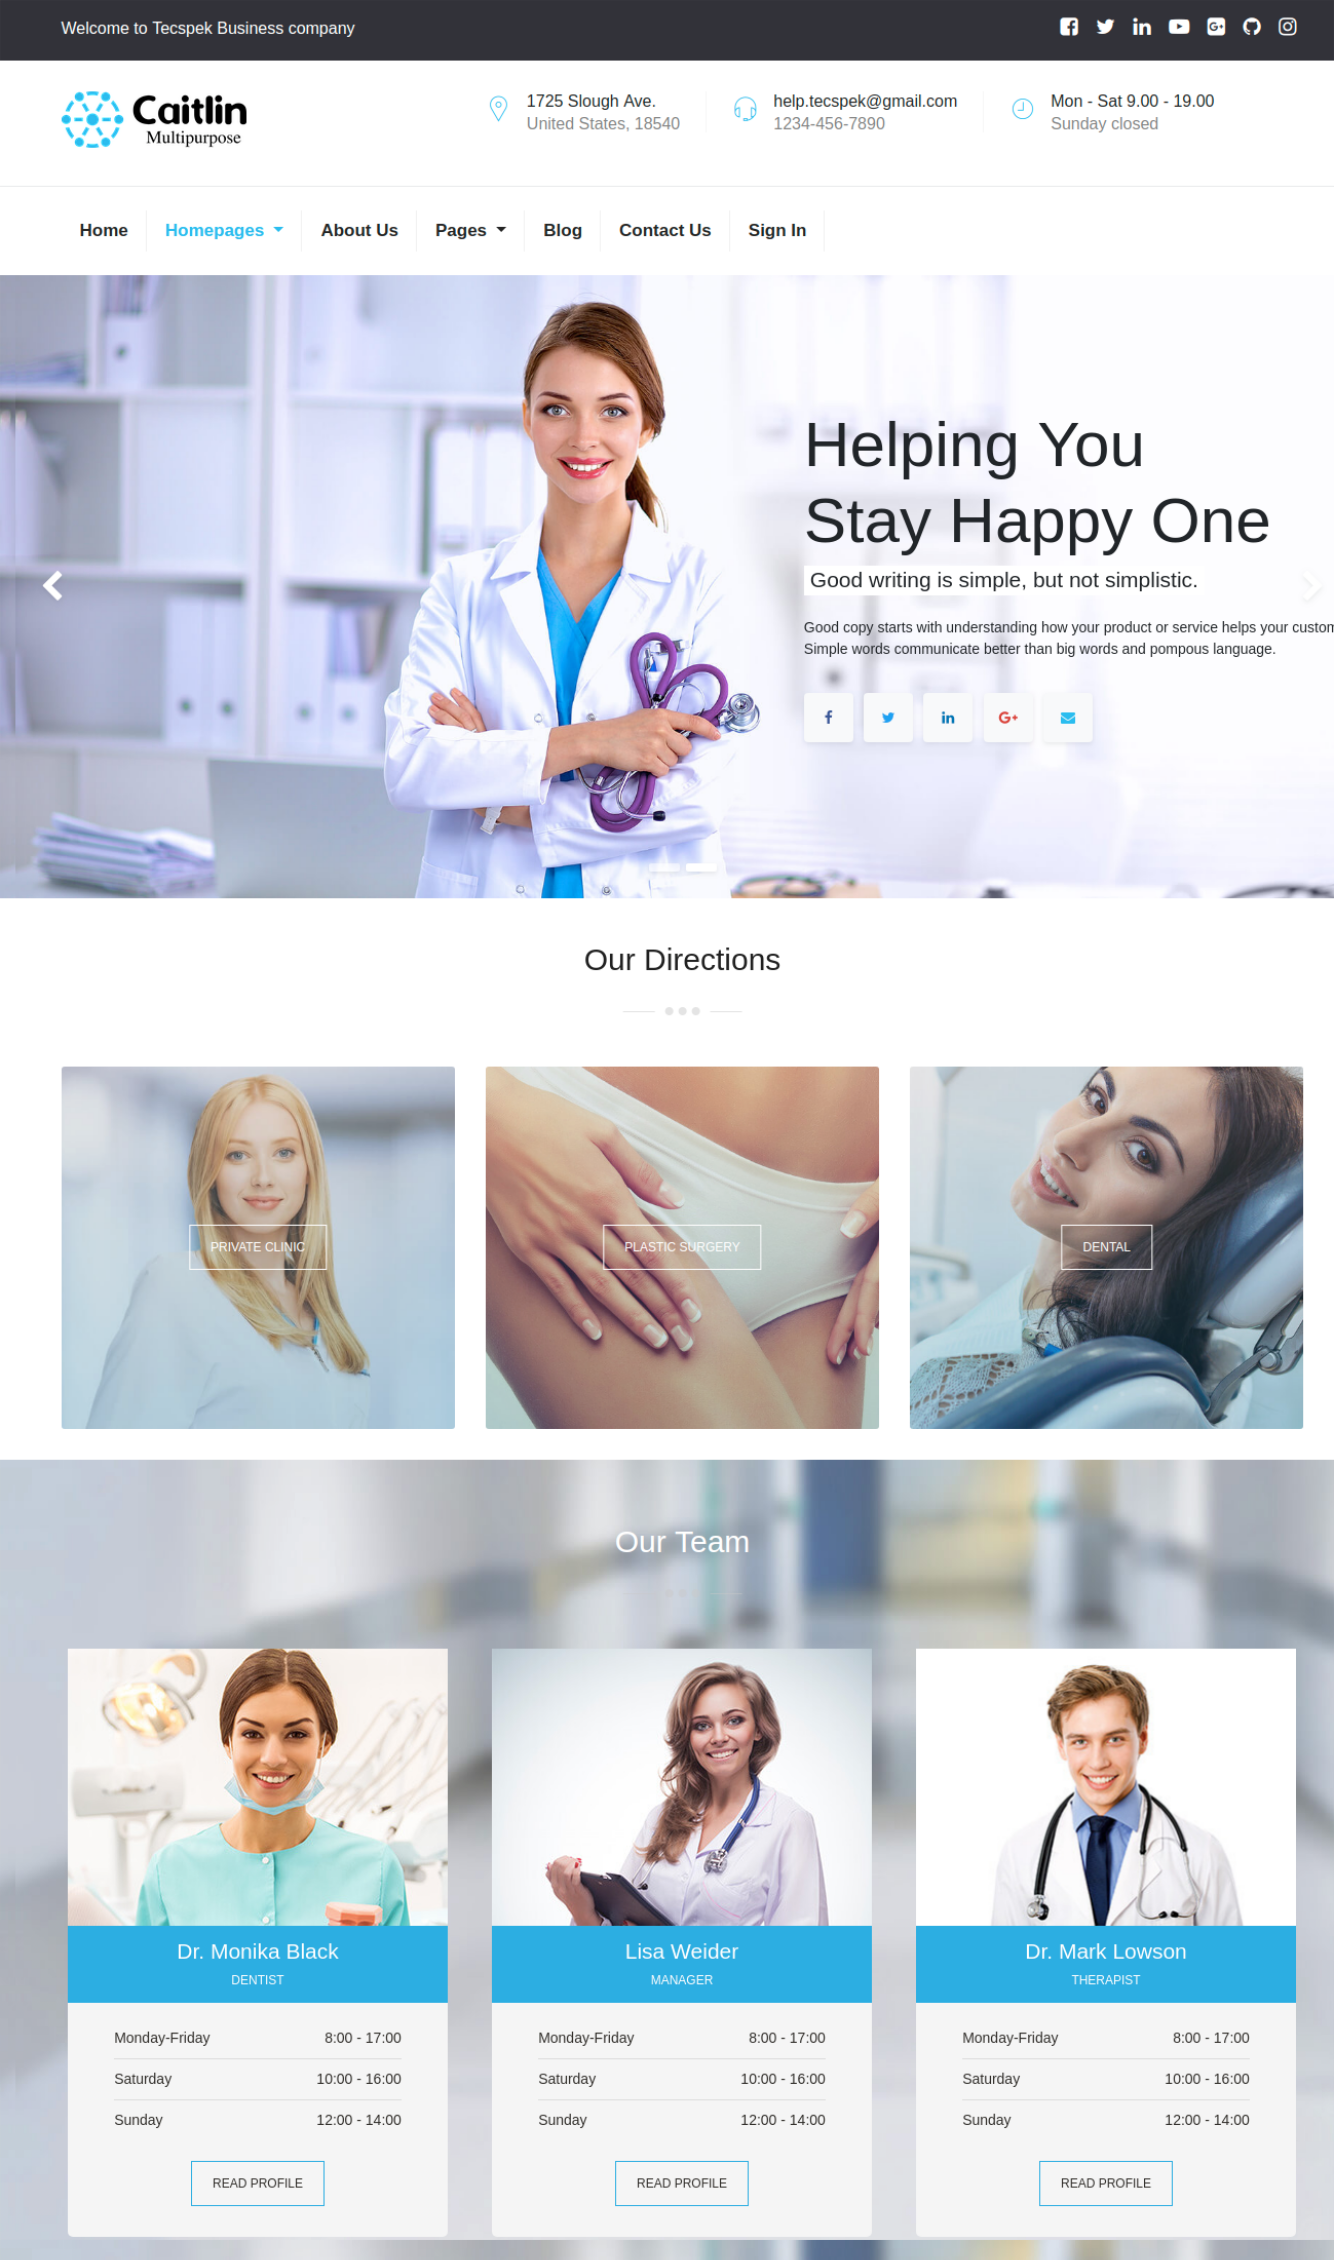 Welcome to Tecspek Business company
Caitlin
Multipurpose
1725 Slough Ave.
United States, 18540
help.tecspek@gmail.com
1234-456-7890
Mon - Sat 9.00 - 19.00
Sunday closed
Home
Homepages
About Us
Pages
Blog
Contact Us
Sign In
Helping You
Stay Happy One
Good writing is simple, but not simplistic.
Good copy starts with understanding how your product or service helps your custom
Simple words communicate better than big words and pompous language.
Our Directions
PRIVATE CLINIC
PLASTIC SURGERY
DENTAL
Our Team
Dr. Monika Black
DENTIST
Monday-Friday 8:00 - 17:00
Saturday 10:00 - 16:00
Sunday 12:00 - 14:00
READ PROFILE
Lisa Weider
MANAGER
Monday-Friday 8:00 - 17:00
Saturday 10:00 - 16:00
Sunday 12:00 - 14:00
READ PROFILE
Dr. Mark Lowson
THERAPIST
Monday-Friday 8:00 - 17:00
Saturday 10:00 - 16:00
Sunday 12:00 - 14:00
READ PROFILE